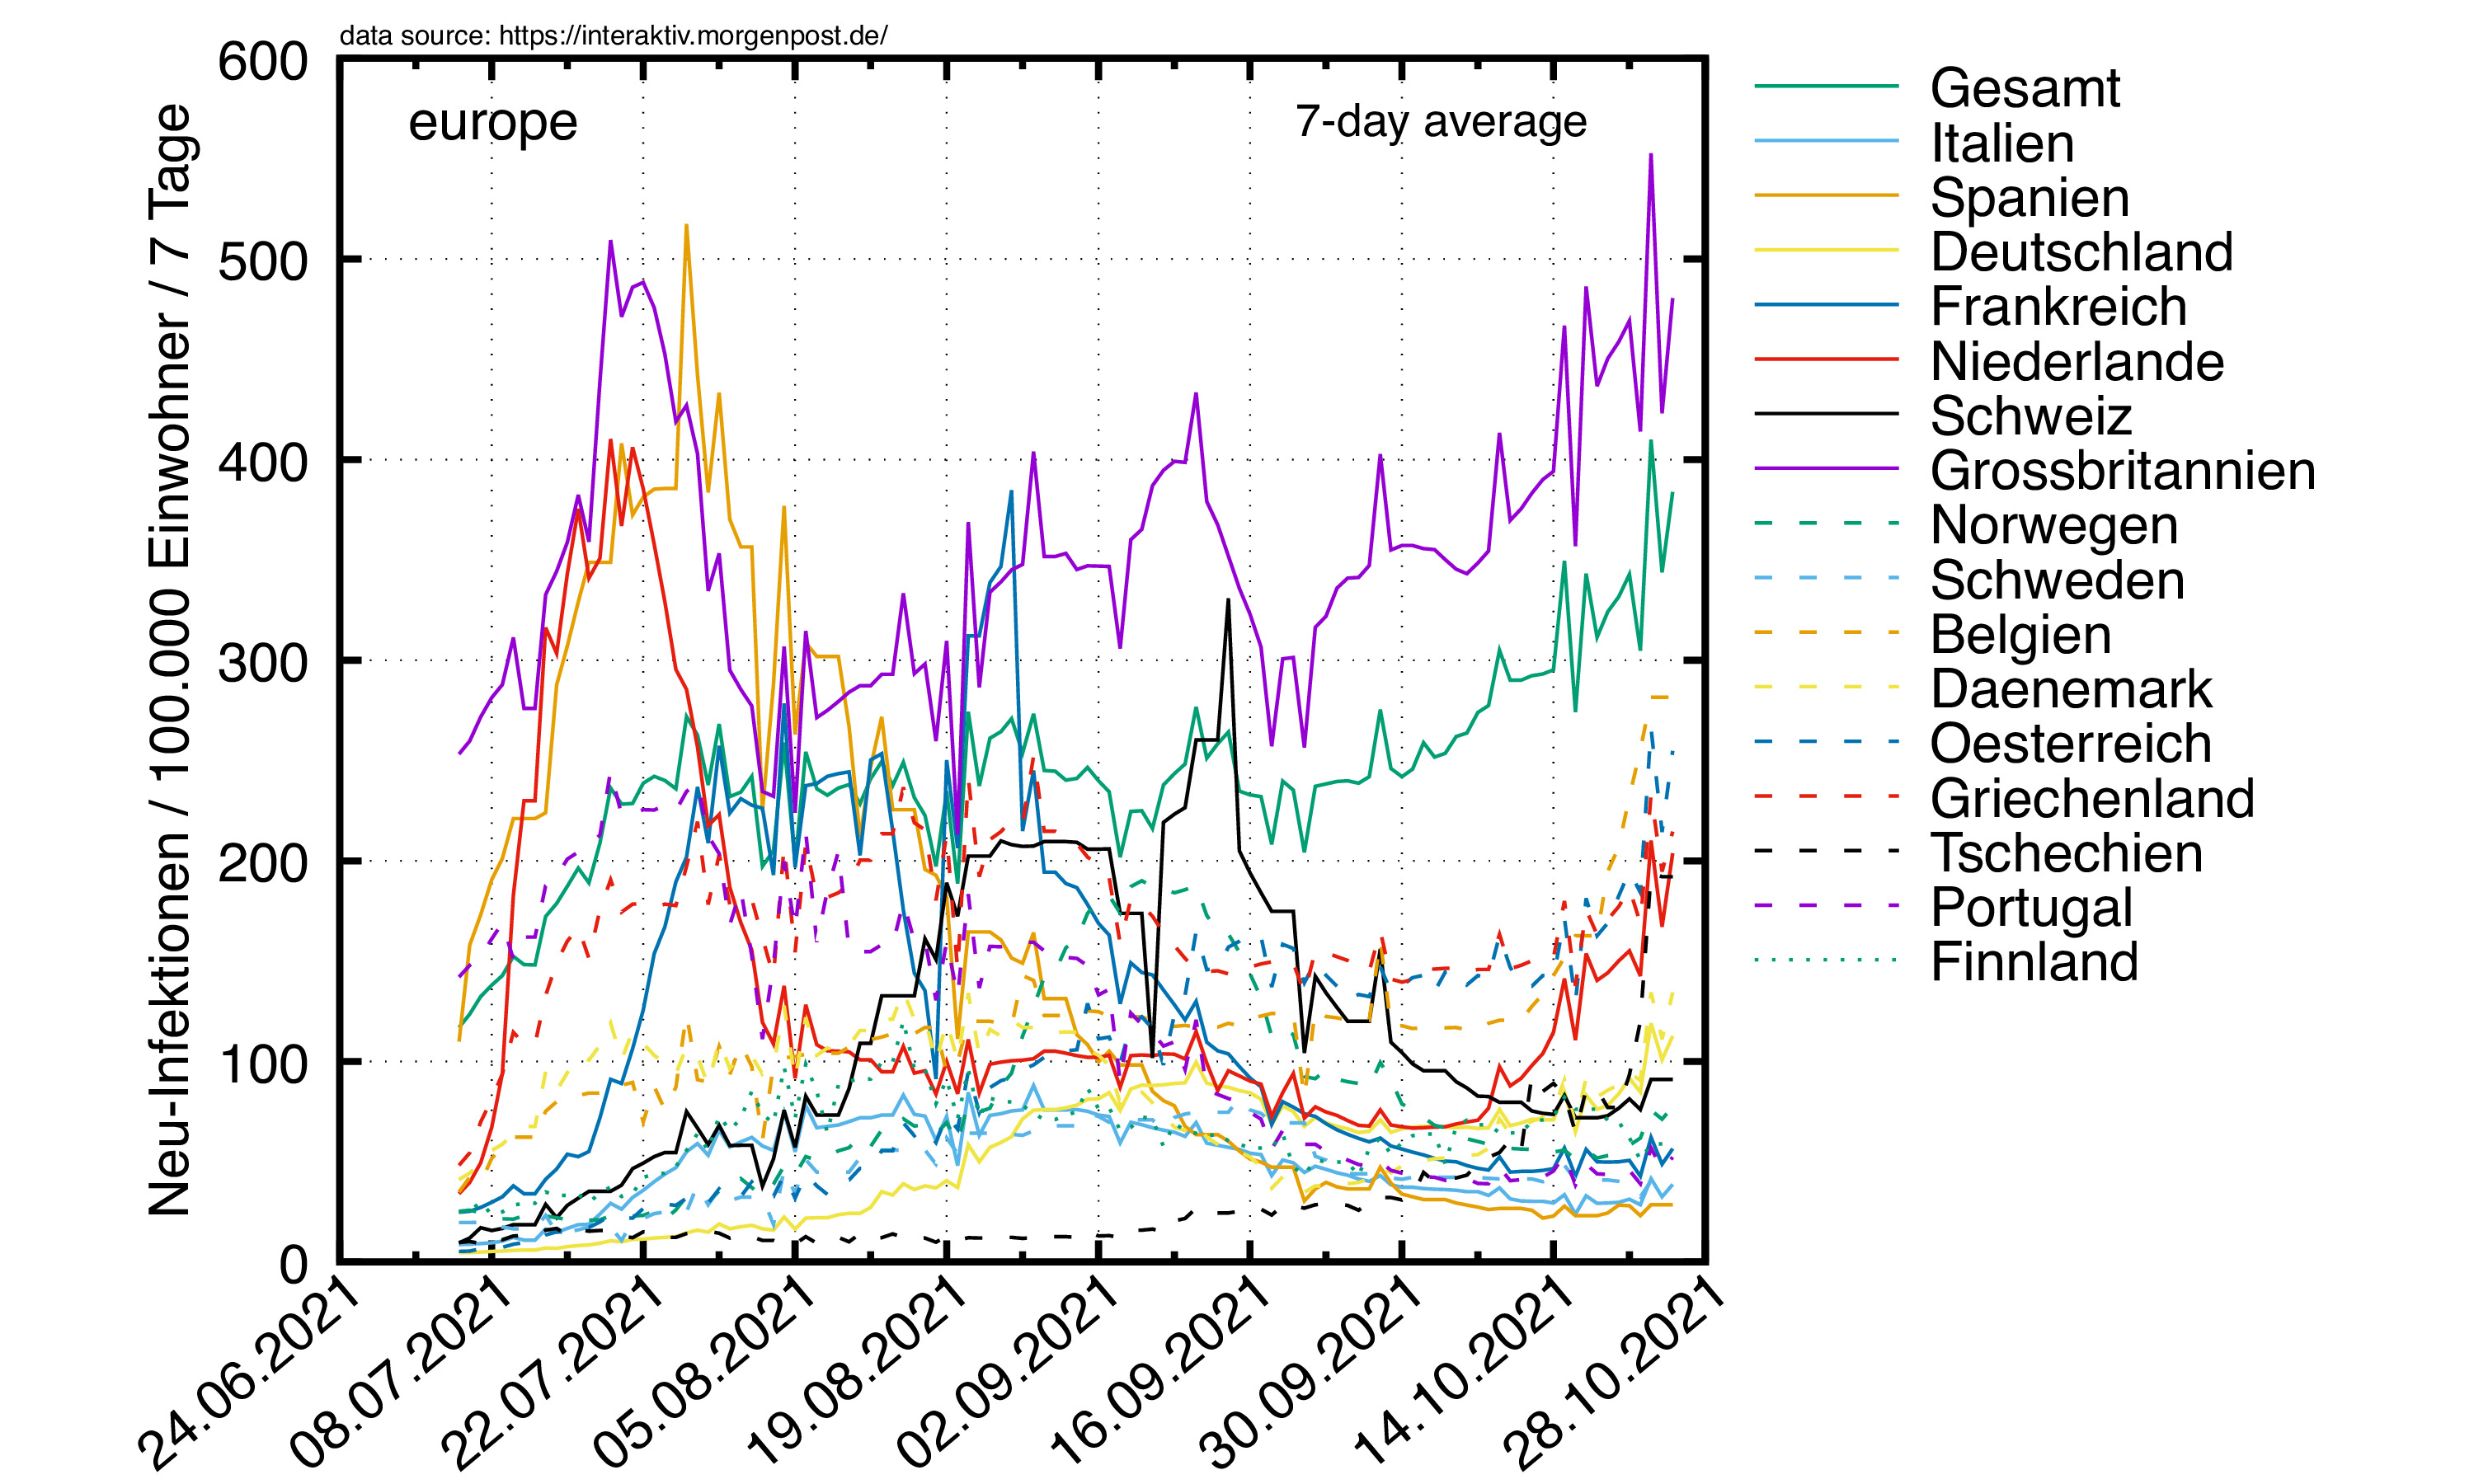 data source: https://interaktiv.morgenpost.de/
europe
7-day average
Neu-Infektionen / 100.000 Einwohner / 7 Tage
600
500
400
300
200
100
0
24.06.2021
08.07.2021
22.07.2021
05.08.2021
19.08.2021
02.09.2021
16.09.2021
30.09.2021
14.10.2021
28.10.2021
Gesamt
Italien
Spanien
Deutschland
Frankreich
Niederlande
Schweiz
Grossbritannien
Norwegen
Schweden
Belgien
Daenemark
Oesterreich
Griechenland
Tschechien
Portugal
Finnland